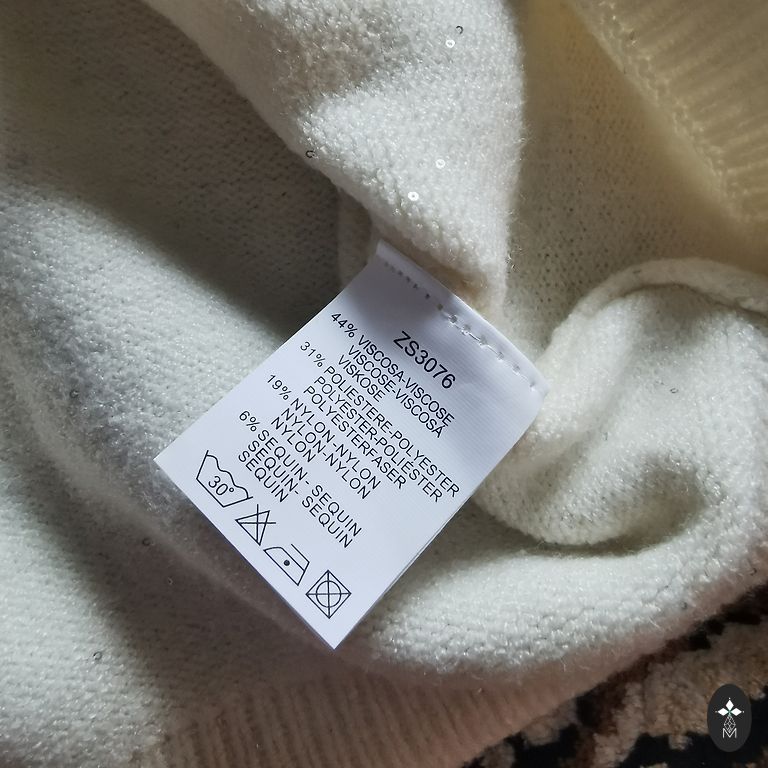 ZS3076
44% VISCOSA-VISCOSE
VISCOSE-VISCOSA
VISKOSE
31% POLIESTERE-POLYESTER
POLYESTER-POLIÉSTER
POLYESTERFASER
19% NYLON-NYLON
NYLON-NYLON
NYLON
6% SEQUIN- SEQUIN
SEQUIN- SEQUIN
SEQUIN
30°
M